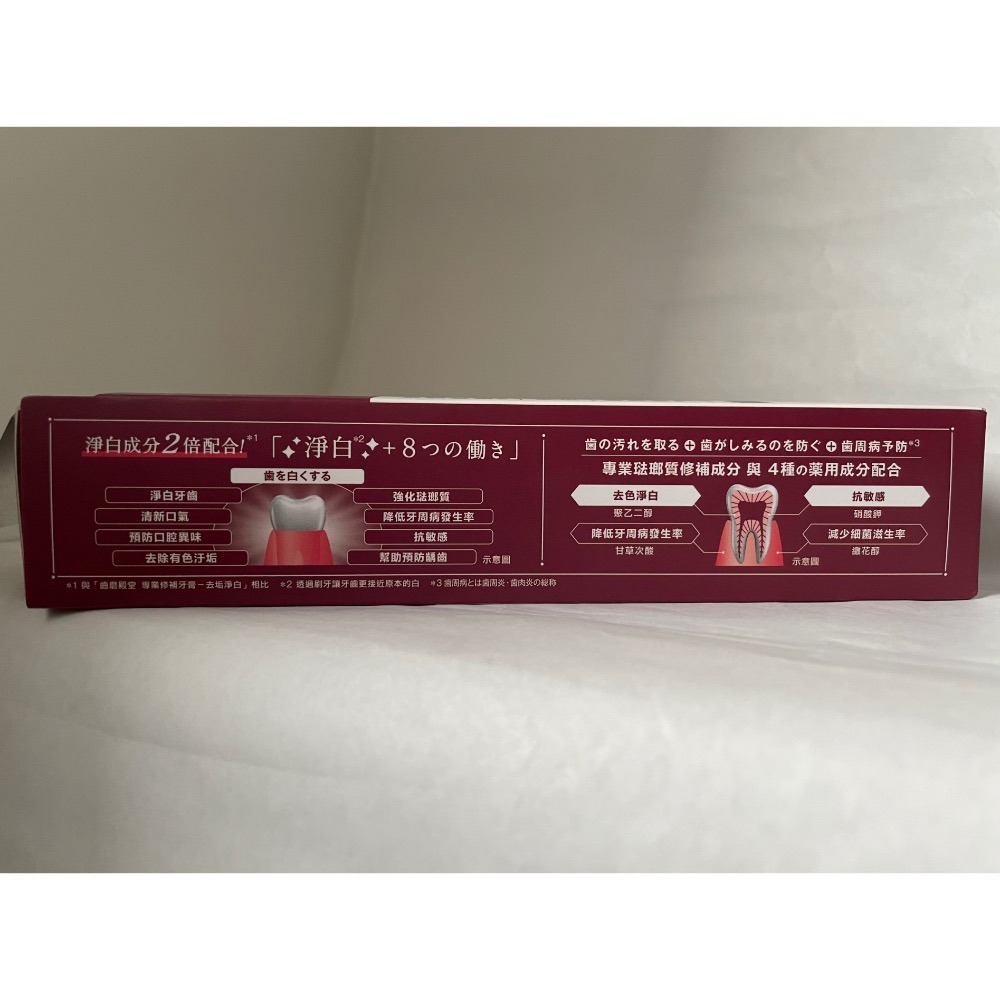 淨白成分2倍配合!*1 「淨白*2+8つの働き」
歯を白くする
淨白牙齒
清新口氣
預防口腔異味
去除有色汙垢
強化琺瑯質
降低牙周病發生率
抗敏感
幫助預防齲齒
示意圖
歯の汚れを取る+歯がしみるのを防ぐ+歯周病予防*3
專業琺瑯質修補成分 與 4種の薬用成分配合
去色淨白
聚乙二醇
降低牙周病發生率
甘草次酸
抗敏感
硝酸鉀
減少細菌滋生率
繖花醇
示意圖
*1 與「齒磨殿堂 專業修補牙膏-去垢淨白」相比 *2 透過刷牙讓牙齒更接近原本的白 *3 歯周病とは歯周炎・歯肉炎の総称